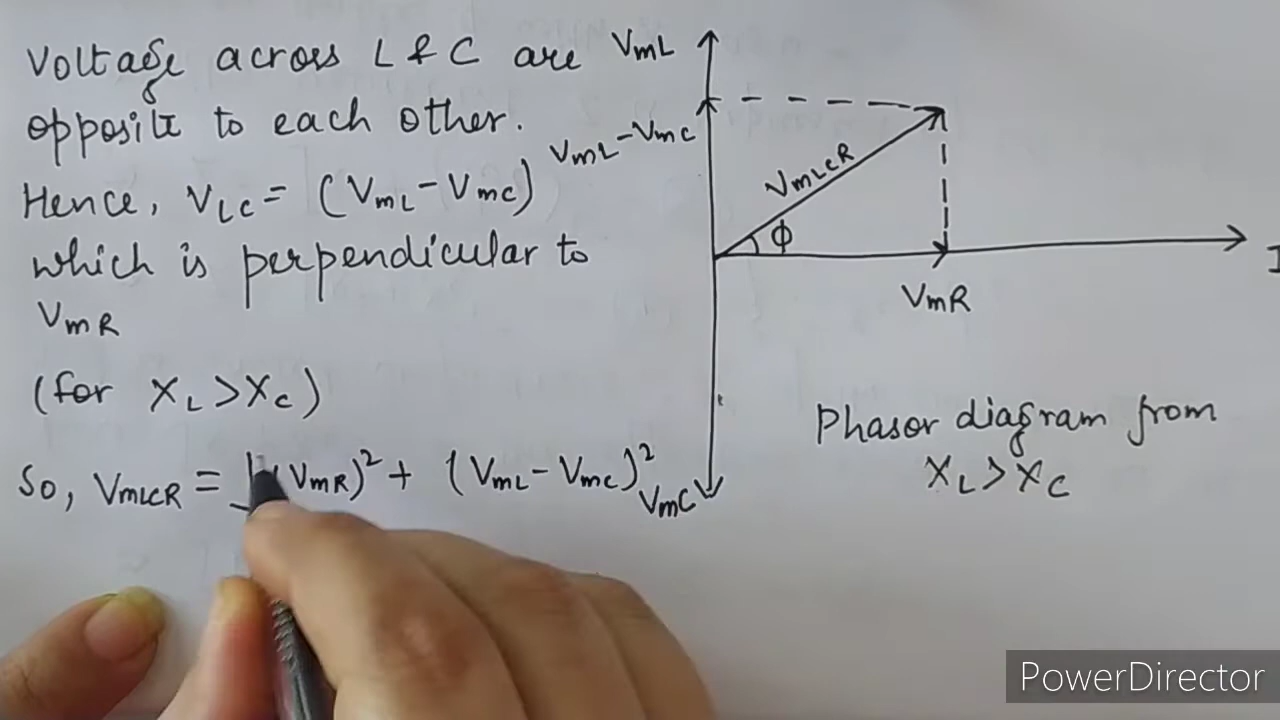 Voltage across L & C are
opposite to each other.
Hence, VLC = (VmL - Vmc)
which is perpendicular to
VmR
(for XL > Xc)
So, VmLCR = (VmR)² + (VmL - Vmc)²
VmL
VmL - Vmc
VmLCR
φ
VmR
I
VmC
Phasor diagram from
XL > XC
PowerDirector